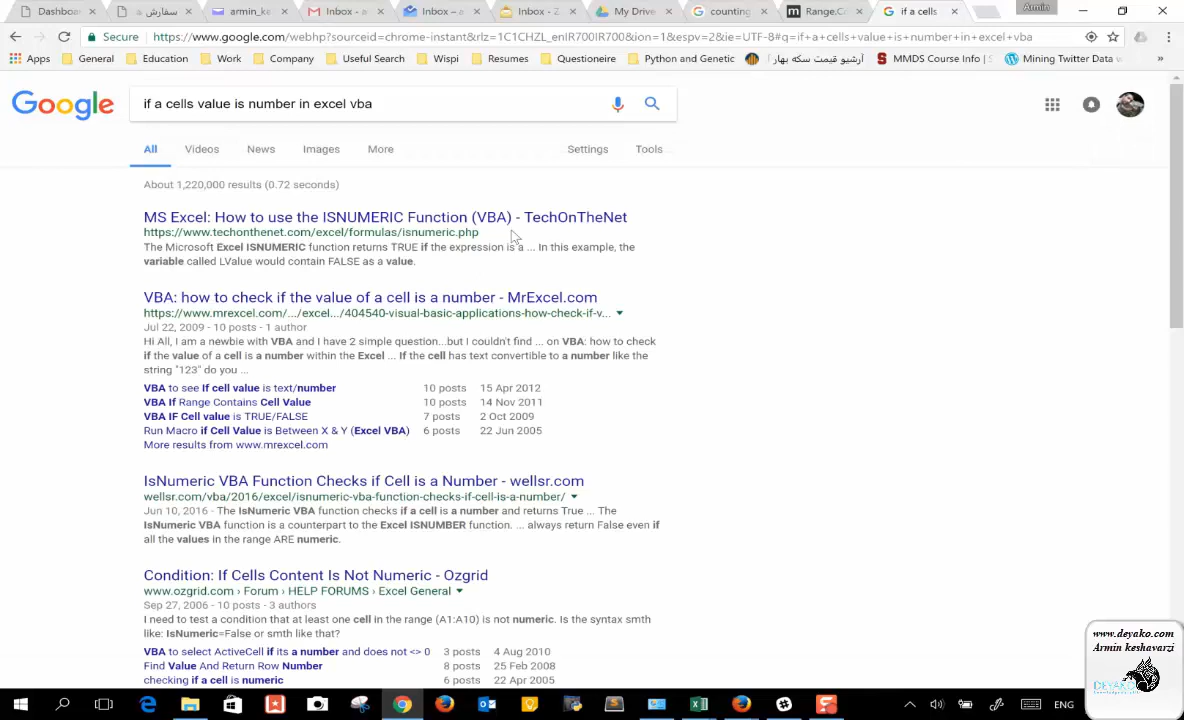 Dashboa
سفارش
armin_ke
Inbox - a
Inbox – a
Inbox - Z
My Drive
counting
Range.C
if a cells
Armin
Secure
https://www.google.com/webhp?sourceid=chrome-instant&rlz=1C1CHZL_enIR700IR700&ion=1&espv=2&ie=UTF-8#q=if+a+cells+value+is+number+in+excel+vba
Apps
General
Education
Work
Company
Useful Search
Wispi
Resumes
Questioneire
Python and Genetic
آرشیو قیمت سکه بهار
MMDS Course Info |
Mining Twitter Data
»
Google
if a cells value is number in excel vba
All
Videos
News
Images
More
Settings
Tools
About 1,220,000 results (0.72 seconds)
MS Excel: How to use the ISNUMERIC Function (VBA) - TechOnTheNet
https://www.techonthenet.com/excel/formulas/isnumeric.php
The Microsoft Excel ISNUMERIC function returns TRUE if the expression is a ... In this example, the
variable called LValue would contain FALSE as a value.
VBA: how to check if the value of a cell is a number - MrExcel.com
https://www.mrexcel.com/.../excel.../404540-visual-basic-applications-how-check-if-v...
Jul 22, 2009 - 10 posts - 1 author
Hi All, I am a newbie with VBA and I have 2 simple question...but I couldn't find ... on VBA: how to check
if the value of a cell is a number within the Excel ... If the cell has text convertible to a number like the
string "123" do you ...
VBA to see If cell value is text/number 10 posts 15 Apr 2012
VBA If Range Contains Cell Value 10 posts 14 Nov 2011
VBA IF Cell value is TRUE/FALSE 7 posts 2 Oct 2009
Run Macro if Cell Value is Between X & Y (Excel VBA) 6 posts 22 Jun 2005
More results from www.mrexcel.com
IsNumeric VBA Function Checks if Cell is a Number - wellsr.com
wellsr.com/vba/2016/excel/isnumeric-vba-function-checks-if-cell-is-a-number/
Jun 10, 2016 - The IsNumeric VBA function checks if a cell is a number and returns True ... The
IsNumeric VBA function is a counterpart to the Excel ISNUMBER function. ... always return False even if
all the values in the range ARE numeric.
Condition: If Cells Content Is Not Numeric - Ozgrid
www.ozgrid.com › Forum › HELP FORUMS › Excel General
Sep 27, 2006 - 10 posts - 3 authors
I need to test a condition that at least one cell in the range (A1:A10) is not numeric. Is the syntax smth
like: IsNumeric=False or smth like that?
VBA to select ActiveCell if its a number and does not <> 0 3 posts 4 Aug 2010
Find Value And Return Row Number 8 posts 25 Feb 2008
checking if a cell is numeric 6 posts 22 Apr 2005
www.deyako.com
Armin keshavarzi
DEYAKO
ENG